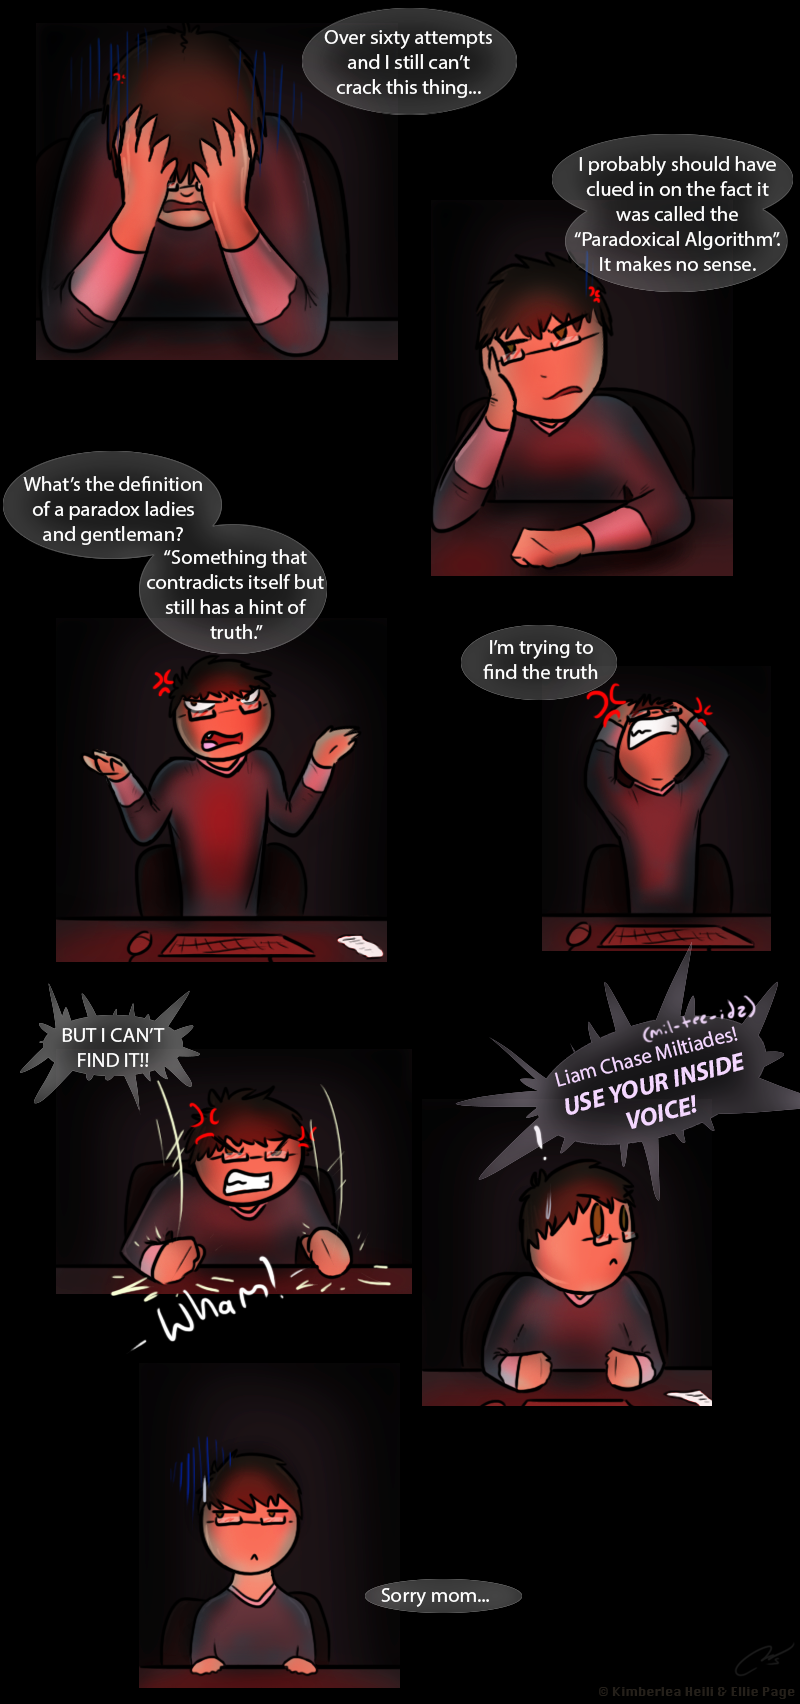 Over sixty attempts
and I still can't
crack this thing...
I probably should have
clued in on the fact it
was called the
“Paradoxical Algorithm”.
It makes no sense.
What's the definition
of a paradox ladies
and gentleman?
“Something that
contradicts itself but
still has a hint of
truth.”
I'm trying to
find the truth
BUT I CAN'T
FIND IT!!
(mil-tee-idz)
Liam Chase Miltiades!
USE YOUR INSIDE
VOICE!
!
- Wham!
Sorry mom...
© Kimberlea Heill & Ellie Page